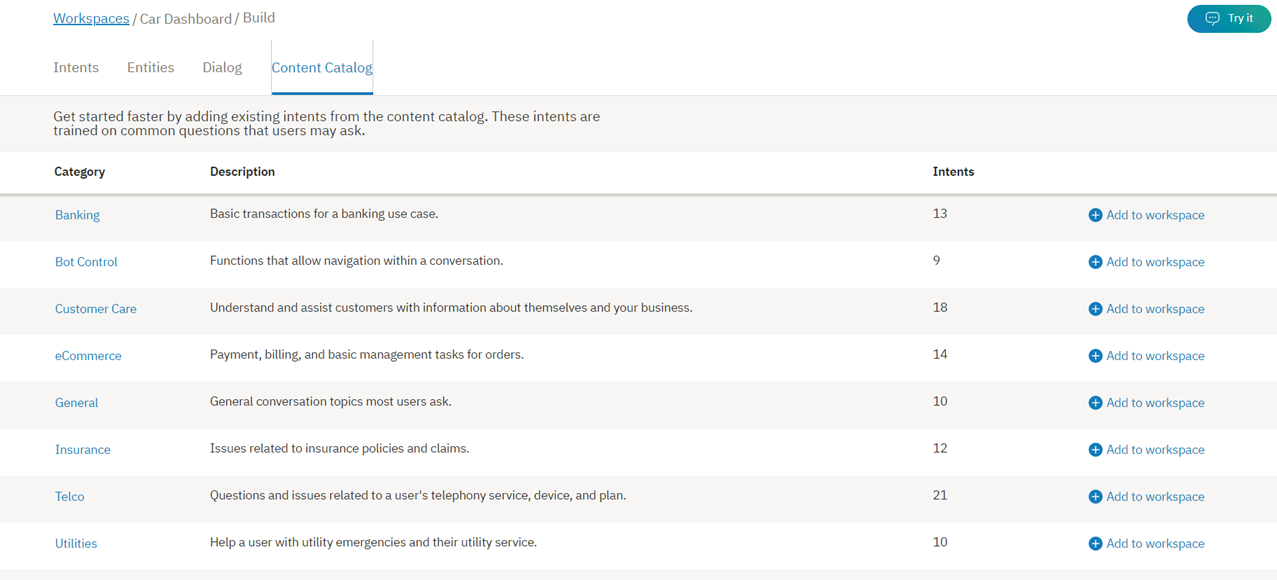 Workspaces / Car Dashboard / Build
Try it
Intents Entities Dialog Content Catalog
Get started faster by adding existing intents from the content catalog. These intents are
trained on common questions that users may ask.
Category Description Intents
Banking Basic transactions for a banking use case. 13 Add to workspace
Bot Control Functions that allow navigation within a conversation. 9 Add to workspace
Customer Care Understand and assist customers with information about themselves and your business. 18 Add to workspace
eCommerce Payment, billing, and basic management tasks for orders. 14 Add to workspace
General General conversation topics most users ask. 10 Add to workspace
Insurance Issues related to insurance policies and claims. 12 Add to workspace
Telco Questions and issues related to a user's telephony service, device, and plan. 21 Add to workspace
Utilities Help a user with utility emergencies and their utility service. 10 Add to workspace